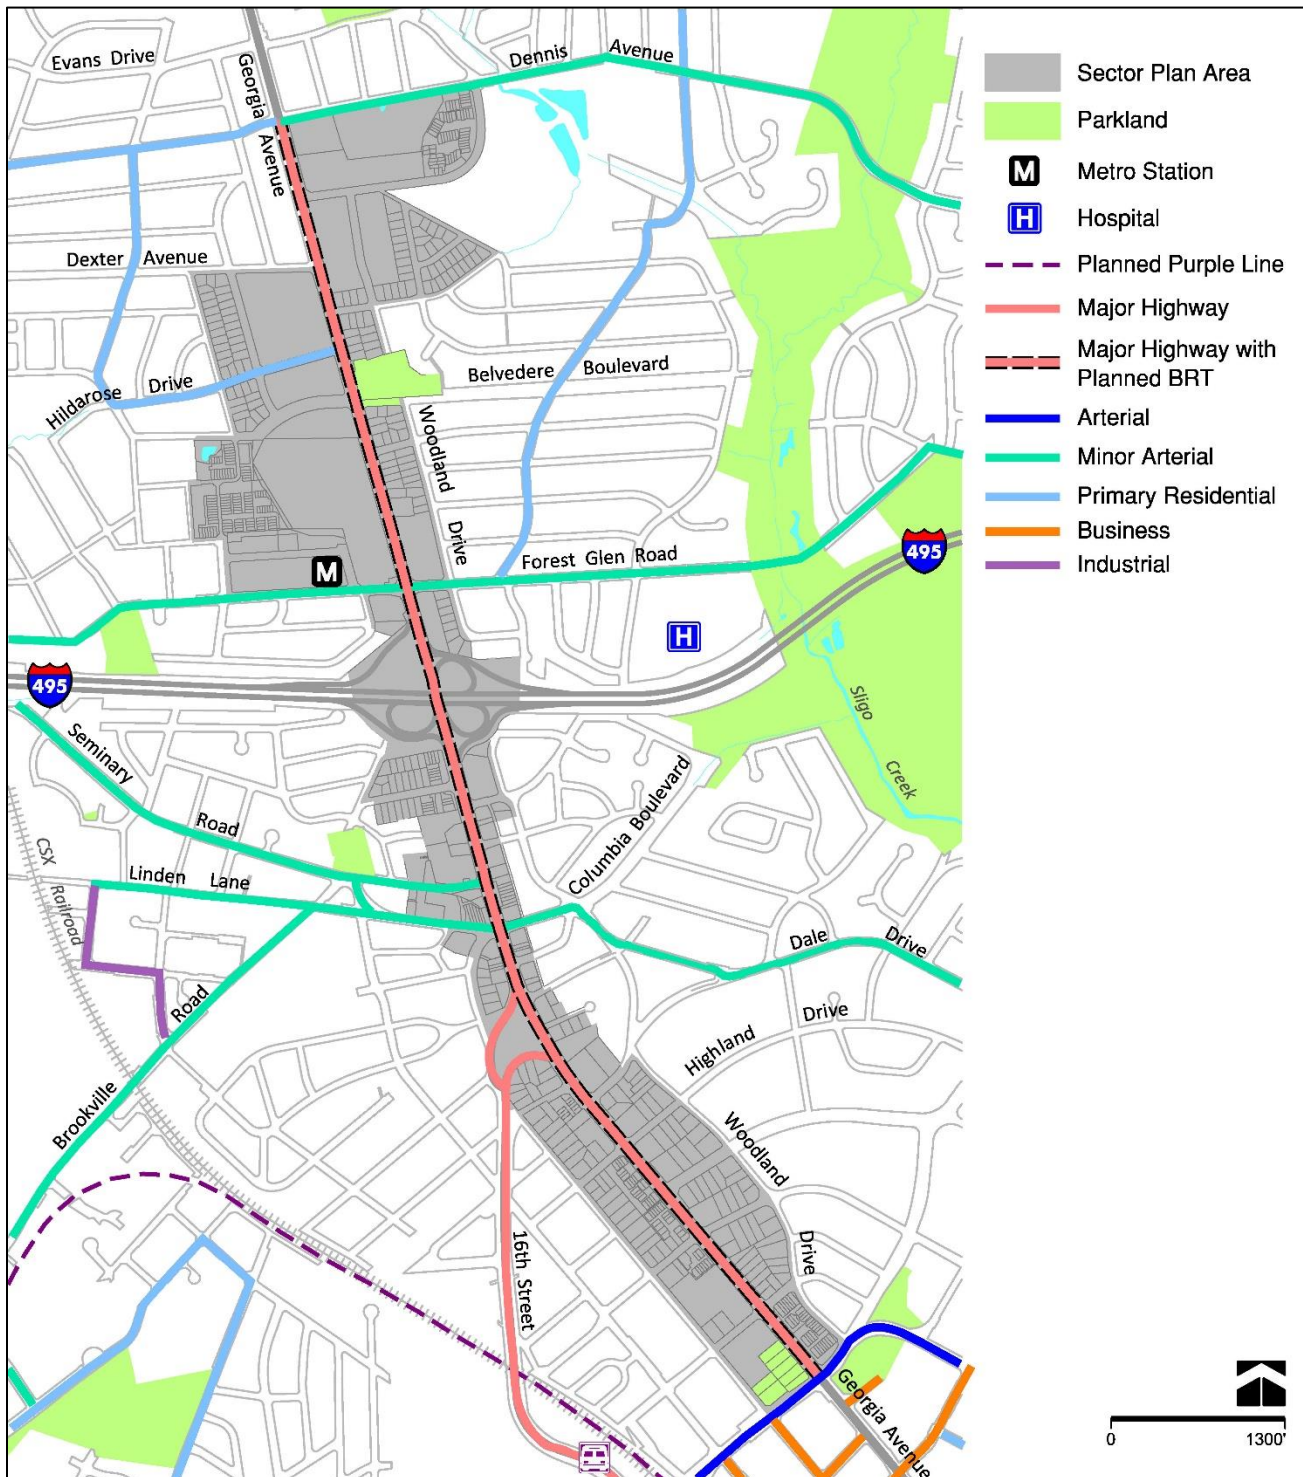 Evans Drive
Georgia Avenue
Dennis Avenue
Dexter Avenue
Hildarose Drive
Belvedere Boulevard
Woodland Drive
M
Forest Glen Road
495
H
495
Sligo Creek
Seminary Road
Columbia Boulevard
CSX Railroad
Linden Lane
Dale Drive
Brookville Road
Highland Drive
Woodland Drive
16th Street
Georgia Avenue
Sector Plan Area
Parkland
M Metro Station
H Hospital
Planned Purple Line
Major Highway
Major Highway with
Planned BRT
Arterial
Minor Arterial
Primary Residential
Business
Industrial
0 1300'